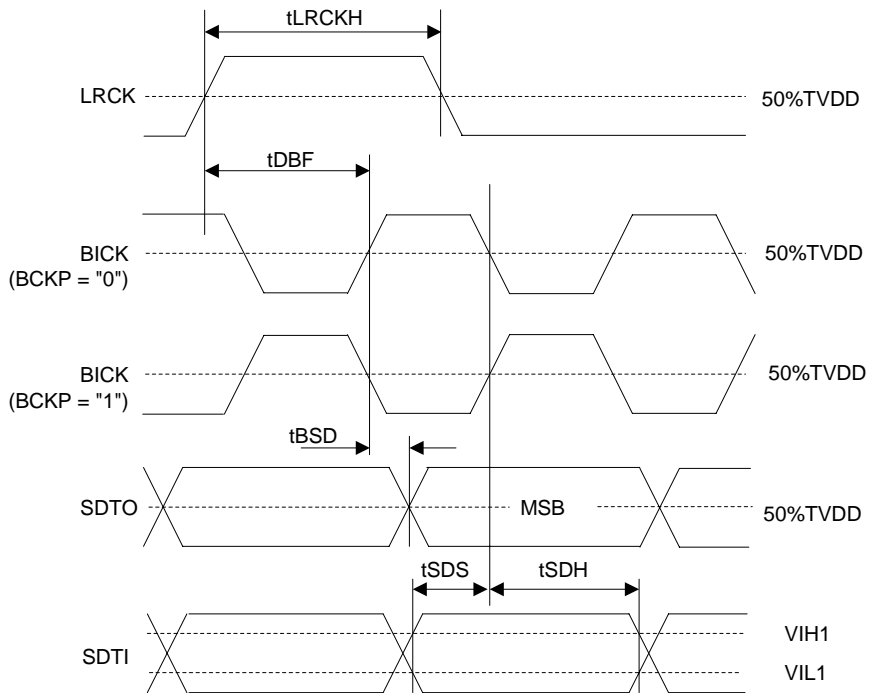 tLRCKH
LRCK
50%TVDD
tDBF
BICK
(BCKP = "0")
50%TVDD
BICK
(BCKP = "1")
50%TVDD
tBSD
SDTO
MSB
50%TVDD
tSDS
tSDH
SDTI
VIH1
VIL1